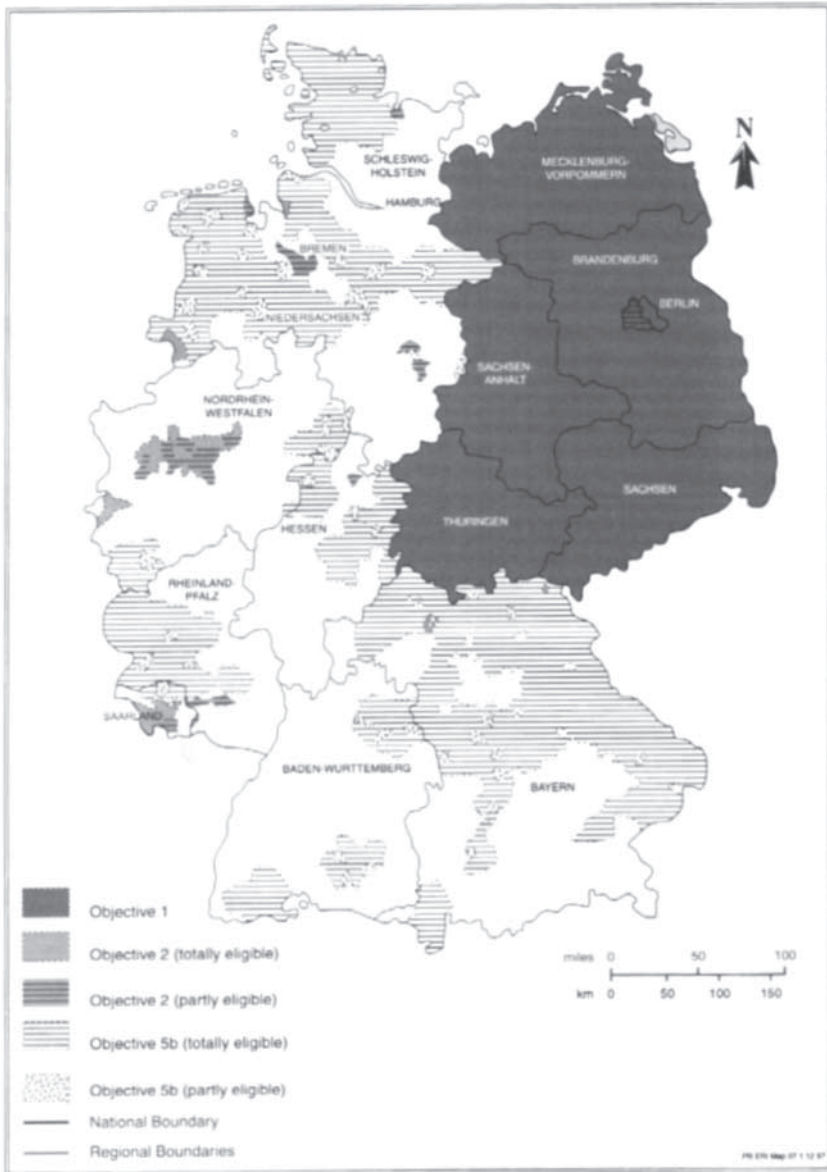 N
SCHLESWIG-
HOLSTEIN
MECKLENBURG-
VORPOMMERN
HAMBURG
BREMEN
BRANDENBURG
BERLIN
NIEDERSACHSEN
SACHSEN-
ANHALT
NORDRHEIN-
WESTFALEN
SACHSEN
HESSEN
THURINGEN
RHEINLAND-
PFALZ
SAARLAND
BADEN-WURTTEMBERG
BAYERN
Objective 1
Objective 2 (totally eligible)
Objective 2 (partly eligible)
Objective 5b (totally eligible)
Objective 5b (partly eligible)
National Boundary
Regional Boundaries
miles 0 50 100
km 0 50 100 150